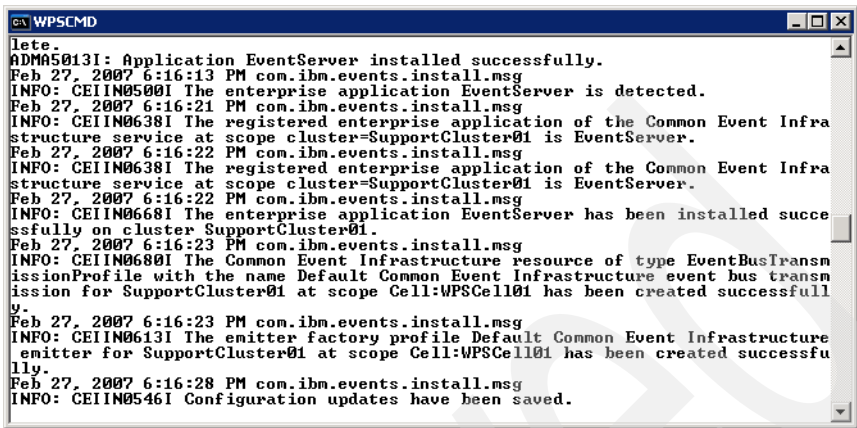 WPSCMD
lete.
ADMA5013I: Application EventServer installed successfully.
Feb 27, 2007 6:16:13 PM com.ibm.events.install.msg
INFO: CEIIN0500I The enterprise application EventServer is detected.
Feb 27, 2007 6:16:21 PM com.ibm.events.install.msg
INFO: CEIIN0638I The registered enterprise application of the Common Event Infra
structure service at scope cluster=SupportCluster01 is EventServer.
Feb 27, 2007 6:16:22 PM com.ibm.events.install.msg
INFO: CEIIN0638I The registered enterprise application of the Common Event Infra
structure service at scope cluster=SupportCluster01 is EventServer.
Feb 27, 2007 6:16:22 PM com.ibm.events.install.msg
INFO: CEIIN0668I The enterprise application EventServer has been installed succe
ssfully on cluster SupportCluster01.
Feb 27, 2007 6:16:23 PM com.ibm.events.install.msg
INFO: CEIIN0680I The Common Event Infrastructure resource of type EventBusTransm
issionProfile with the name Default Common Event Infrastructure event bus transm
ission for SupportCluster01 at scope Cell:WPSCell01 has been created successfull
y.
Feb 27, 2007 6:16:23 PM com.ibm.events.install.msg
INFO: CEIIN0613I The emitter factory profile Default Common Event Infrastructure
 emitter for SupportCluster01 at scope Cell:WPSCell01 has been created successfu
lly.
Feb 27, 2007 6:16:28 PM com.ibm.events.install.msg
INFO: CEIIN0546I Configuration updates have been saved.